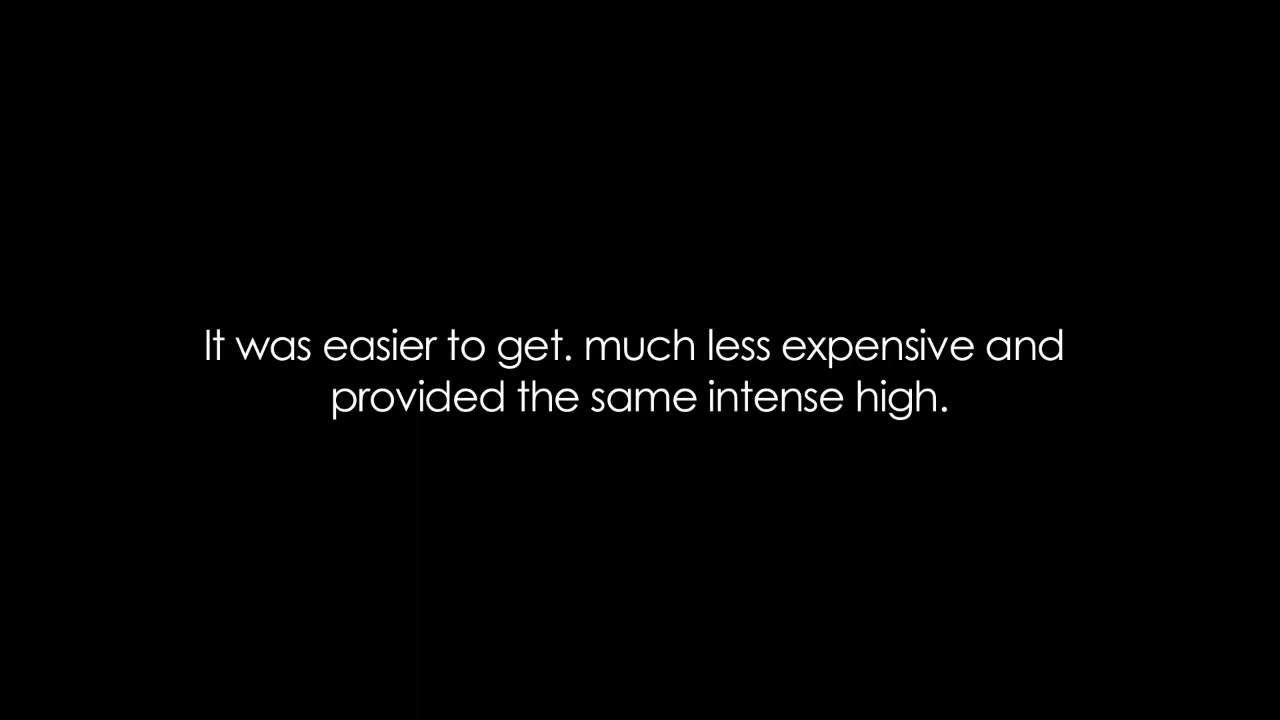 It was easier to get. much less expensive and
provided the same intense high.